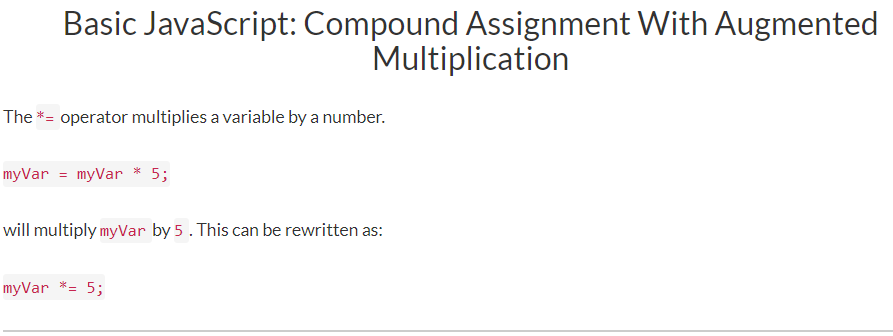 Basic JavaScript: Compound Assignment With Augmented
Multiplication
The *= operator multiplies a variable by a number.
myVar = myVar * 5;
will multiply myVar by 5 . This can be rewritten as:
myVar *= 5;